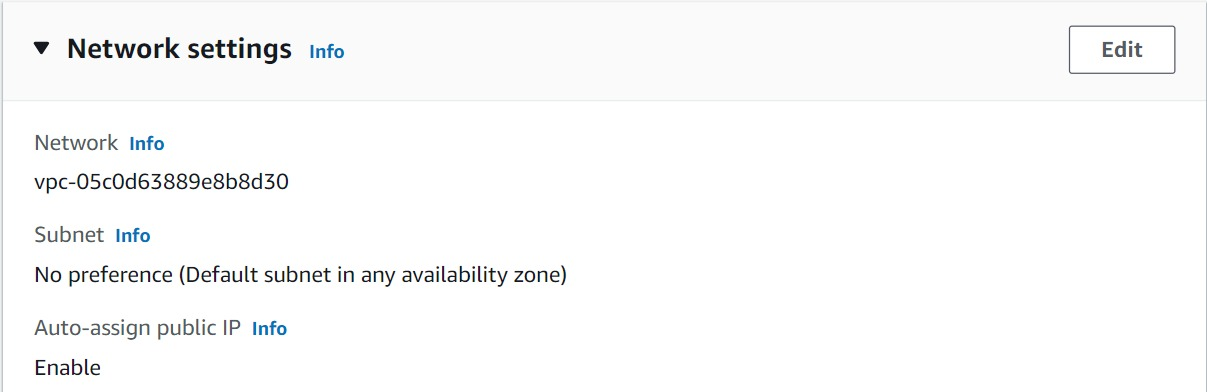 Network settings Info Edit
Network Info
vpc-05c0d63889e8b8d30
Subnet Info
No preference (Default subnet in any availability zone)
Auto-assign public IP Info
Enable